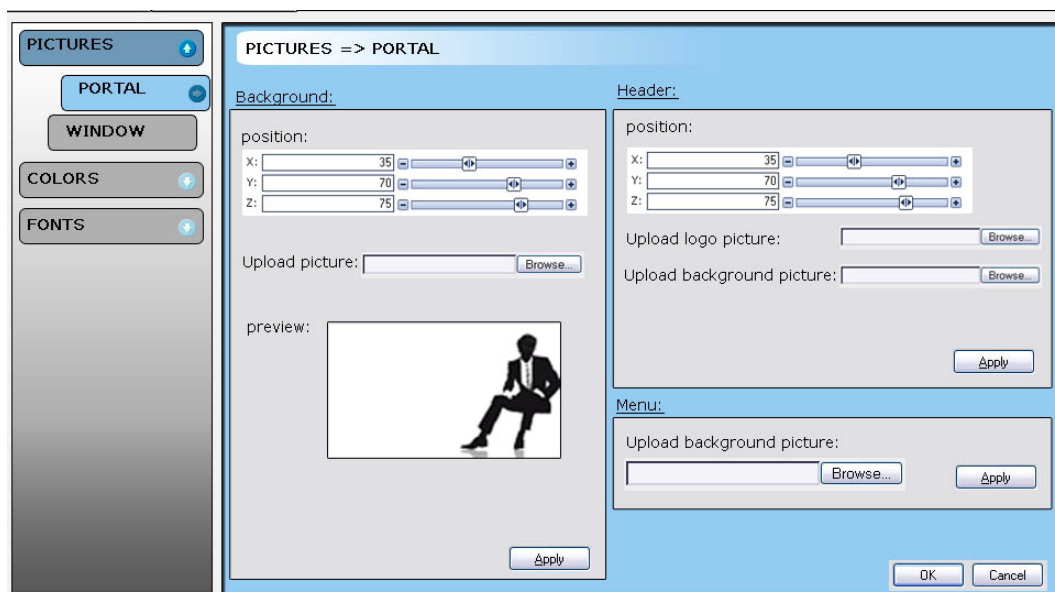 PICTURES
PORTAL
WINDOW
COLORS
FONTS
PICTURES => PORTAL
Background:
position:
X: 35
Y: 70
Z: 75
Upload picture: Browse...
preview:
Apply
Header:
position:
X: 35
Y: 70
Z: 75
Upload logo picture: Browse...
Upload background picture: Browse...
Apply
Menu:
Upload background picture:
Browse...
Apply
OK Cancel